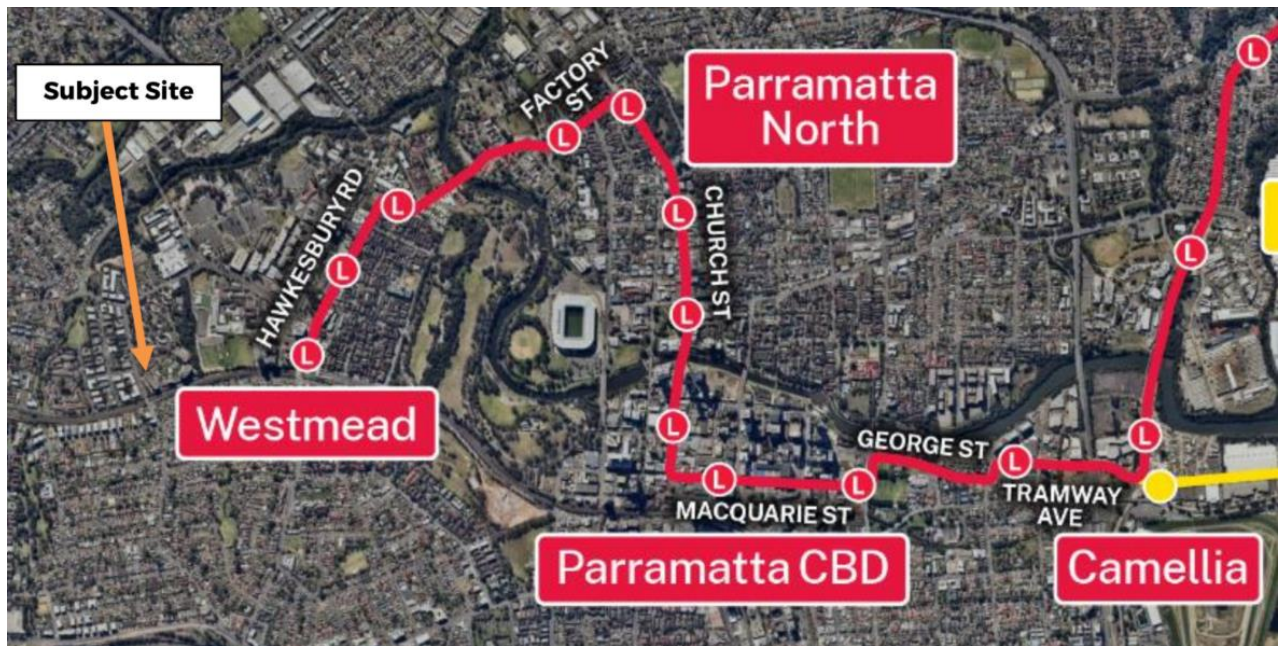 Subject Site
FACTORY
ST
Parramatta
North
HAWKESBURY RD
CHURCH ST
Westmead
GEORGE ST
TRAMWAY
AVE
MACQUARIE ST
Parramatta CBD
Camellia
L
L
L
L
L
L
L
L
L
L
L
L
L
L